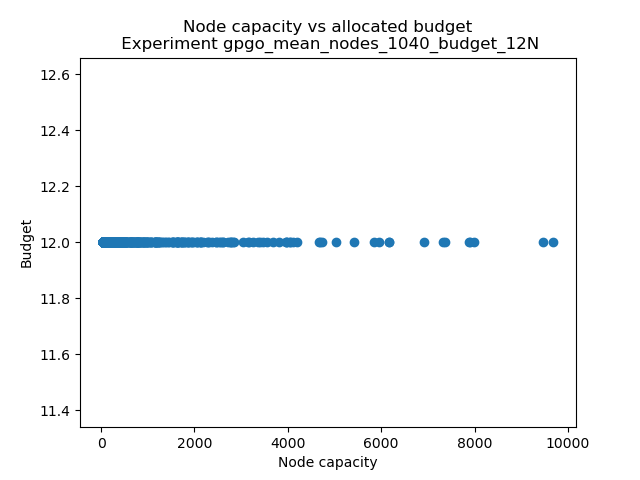 Node capacity vs allocated budget
Experiment gpgo_mean_nodes_1040_budget_12N
12.6
12.4
12.2
12.0
11.8
11.6
11.4
Budget
0 2000 4000 6000 8000 10000
Node capacity